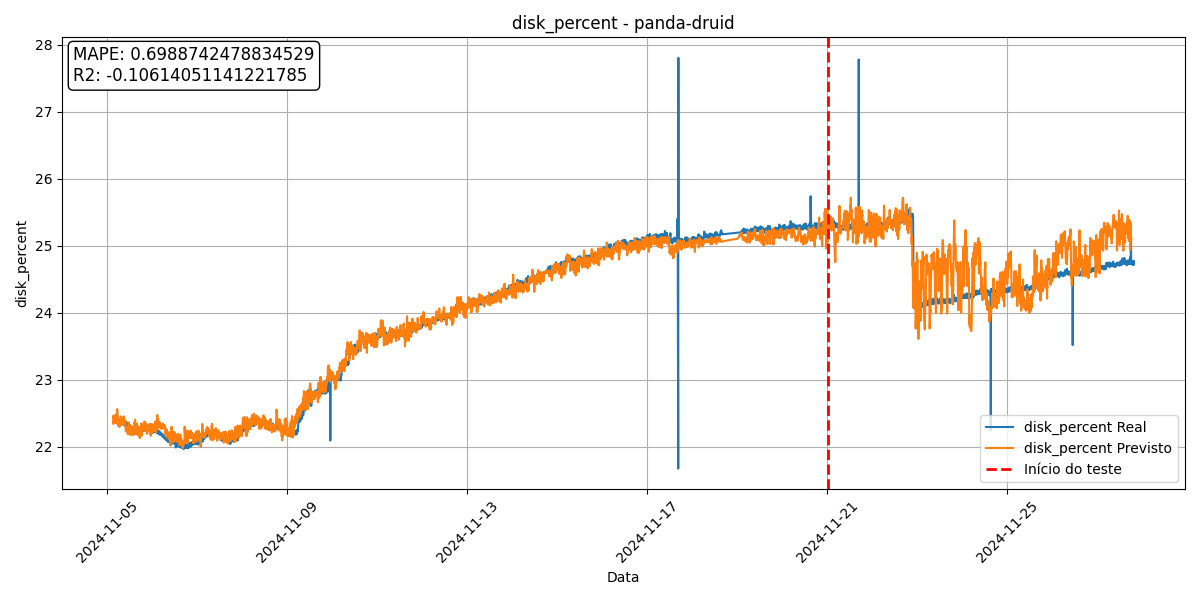 disk_percent - panda-druid
MAPE: 0.6988742478834529
R2: -0.10614051141221785
28
27
26
25
24
23
22
disk_percent
disk_percent Real
disk_percent Previsto
Início do teste
2024-11-05
2024-11-09
2024-11-13
2024-11-17
2024-11-21
2024-11-25
Data